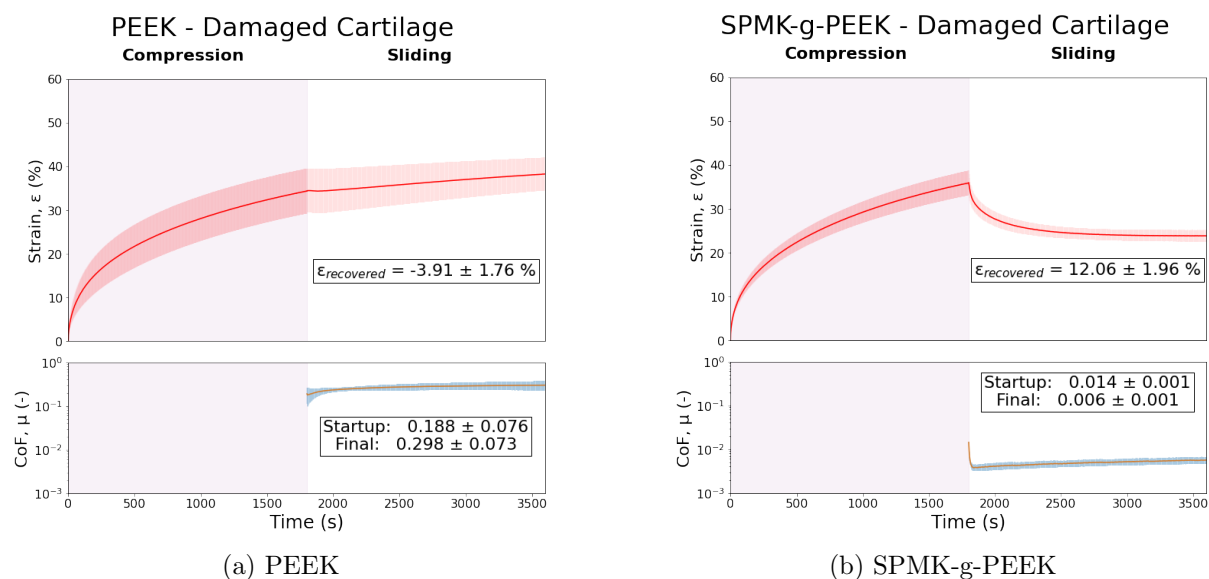 PEEK - Damaged Cartilage
Compression
Sliding
60
50
40
30
20
10
0
Strain, ε (%)
ε_recovered = -3.91 ± 1.76 %
10⁰
10⁻¹
10⁻²
10⁻³
CoF, μ (-)
Startup: 0.188 ± 0.076
Final: 0.298 ± 0.073
0 500 1000 1500 2000 2500 3000 3500
Time (s)
(a) PEEK
SPMK-g-PEEK - Damaged Cartilage
Compression
Sliding
60
50
40
30
20
10
0
Strain, ε (%)
ε_recovered = 12.06 ± 1.96 %
10⁰
10⁻¹
10⁻²
10⁻³
CoF, μ (-)
Startup: 0.014 ± 0.001
Final: 0.006 ± 0.001
0 500 1000 1500 2000 2500 3000 3500
Time (s)
(b) SPMK-g-PEEK